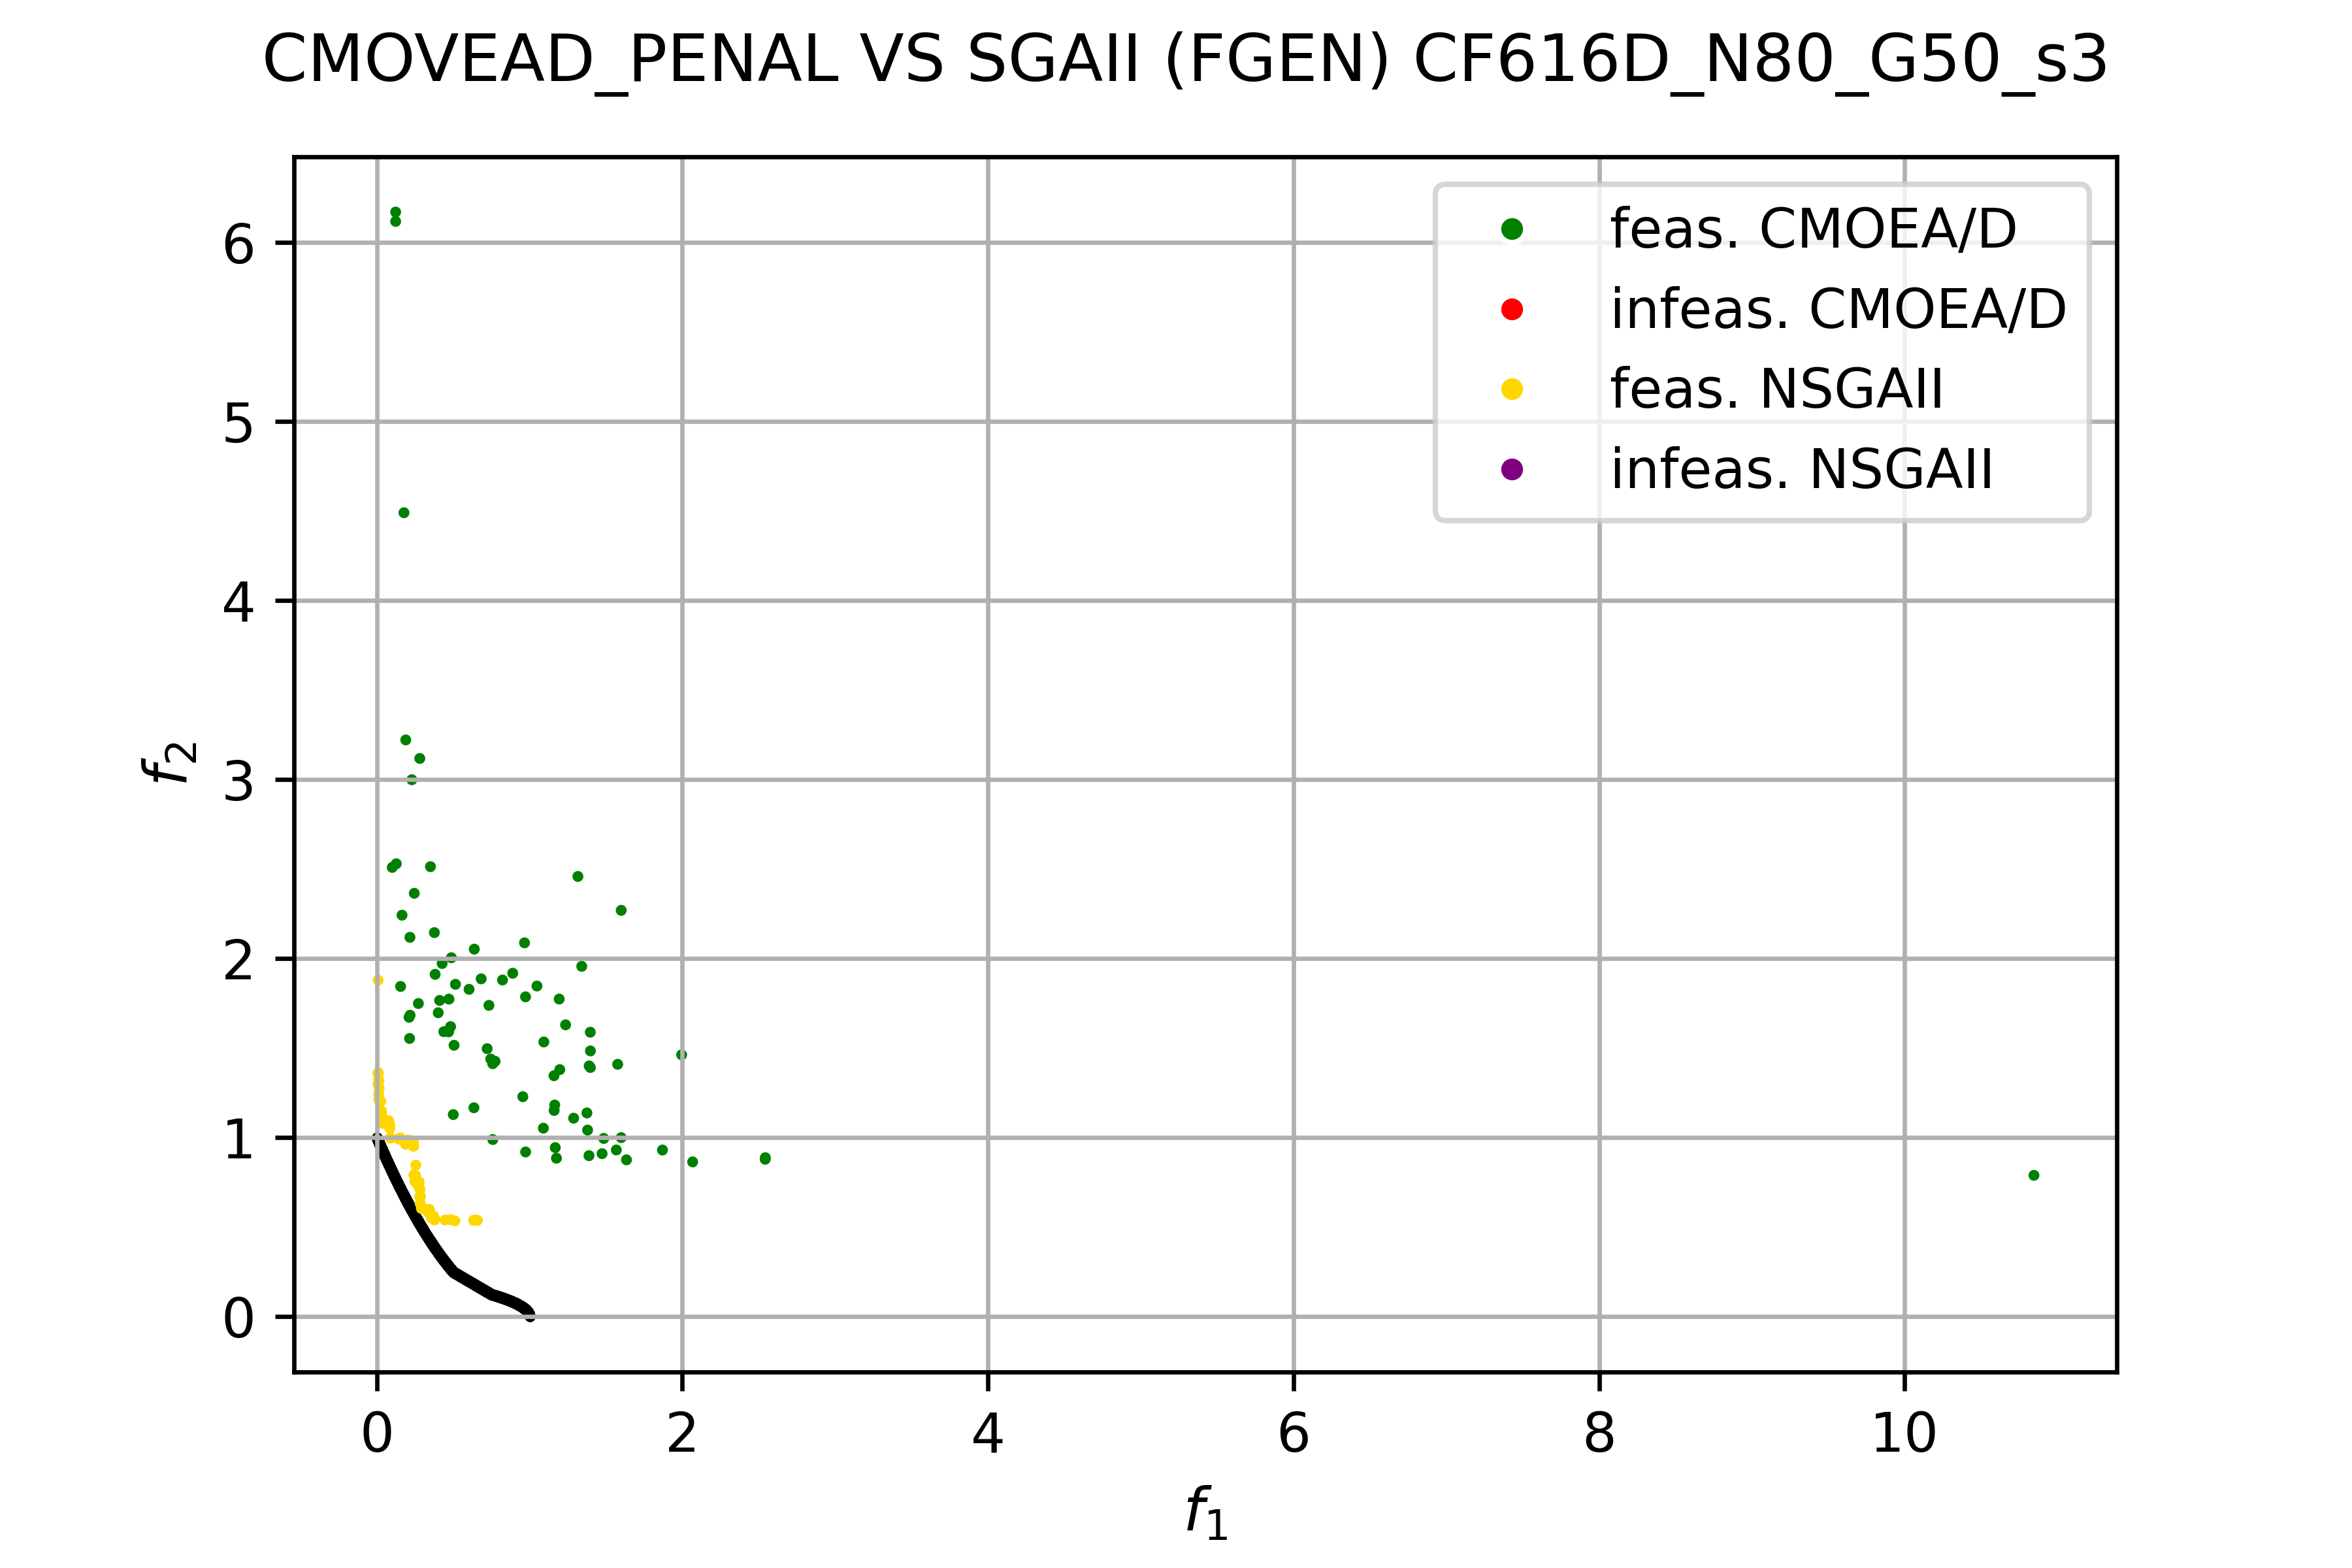 CMOVEAD_PENAL VS SGAII (FGEN) CF616D_N80_G50_s3
feas. CMOEA/D
infeas. CMOEA/D
feas. NSGAII
infeas. NSGAII
6
5
4
3
2
1
0
f2
0 2 4 6 8 10
f1